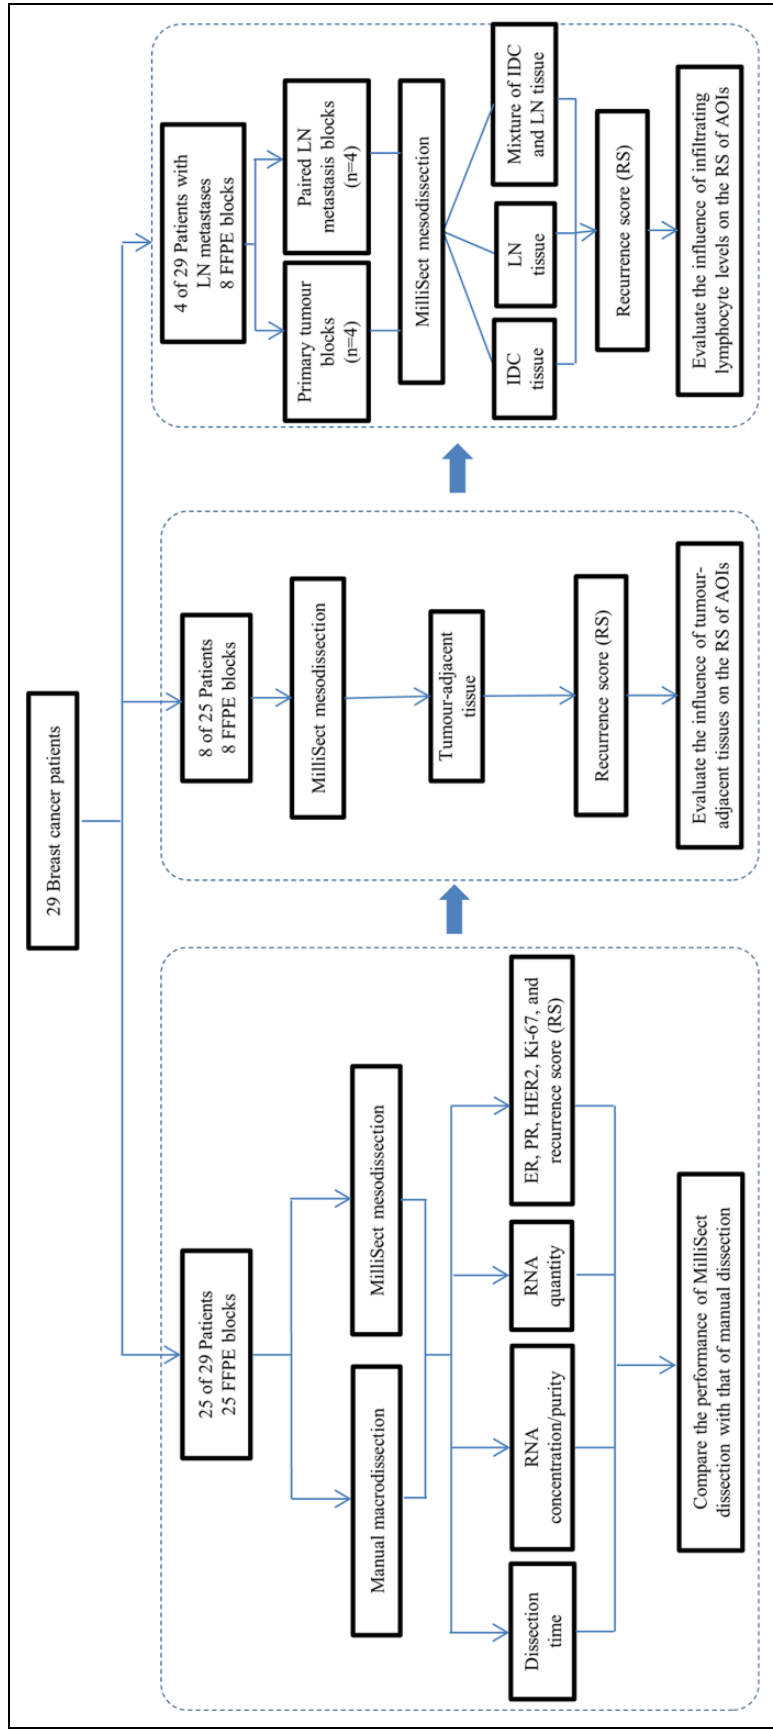 29 Breast cancer patients
25 of 29 Patients
25 FFPE blocks
Manual macrodissection
MilliSect mesodissection
Dissection
time
RNA
concentration/purity
RNA
quantity
ER, PR, HER2, Ki-67, and
recurrence score (RS)
Compare the performance of MilliSect
dissection with that of manual dissection
8 of 25 Patients
8 FFPE blocks
MilliSect mesodissection
Tumour-adjacent
tissue
Recurrence score (RS)
Evaluate the influence of tumour-
adjacent tissues on the RS of AOIs
4 of 29 Patients with
LN metastases
8 FFPE blocks
Primary tumour
blocks
(n=4)
Paired LN
metastasis blocks
(n=4)
MilliSect mesodissection
IDC
tissue
LN
tissue
Mixture of IDC
and LN tissue
Recurrence score (RS)
Evaluate the influence of infiltrating
lymphocyte levels on the RS of AOIs